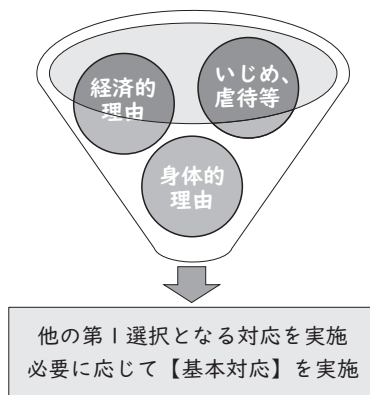 経済的
理由
いじめ、
虐待等
身体的
理由
他の第1選択となる対応を実施
必要に応じて【基本対応】を実施